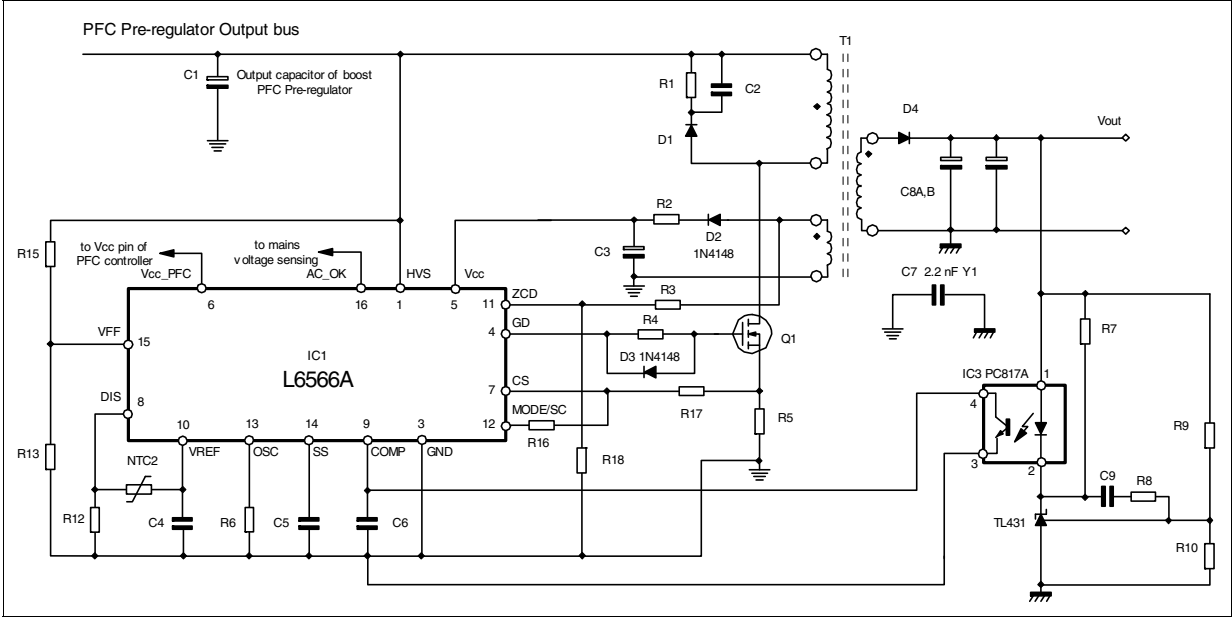 PFC Pre-regulator Output bus
T1
C1
Output capacitor of boost
PFC Pre-regulator
R1
C2
D1
D4
Vout
C8A,B
R2
D2
1N4148
C3
R15
to Vcc pin of
PFC controller
to mains
voltage sensing
Vcc_PFC
AC_OK
HVS
Vcc
6
16
1
5
11
ZCD
R3
C7 2.2 nF Y1
4
GD
R4
D3 1N4148
Q1
R7
VFF
15
IC1
L6566A
7
CS
R17
IC3 PC817A
1
4
DIS
8
12
MODE/SC
R16
R5
R9
10
13
14
9
3
VREF
OSC
SS
COMP
GND
R13
NTC2
R18
3
2
C9
R8
R12
C4
R6
C5
C6
TL431
R10